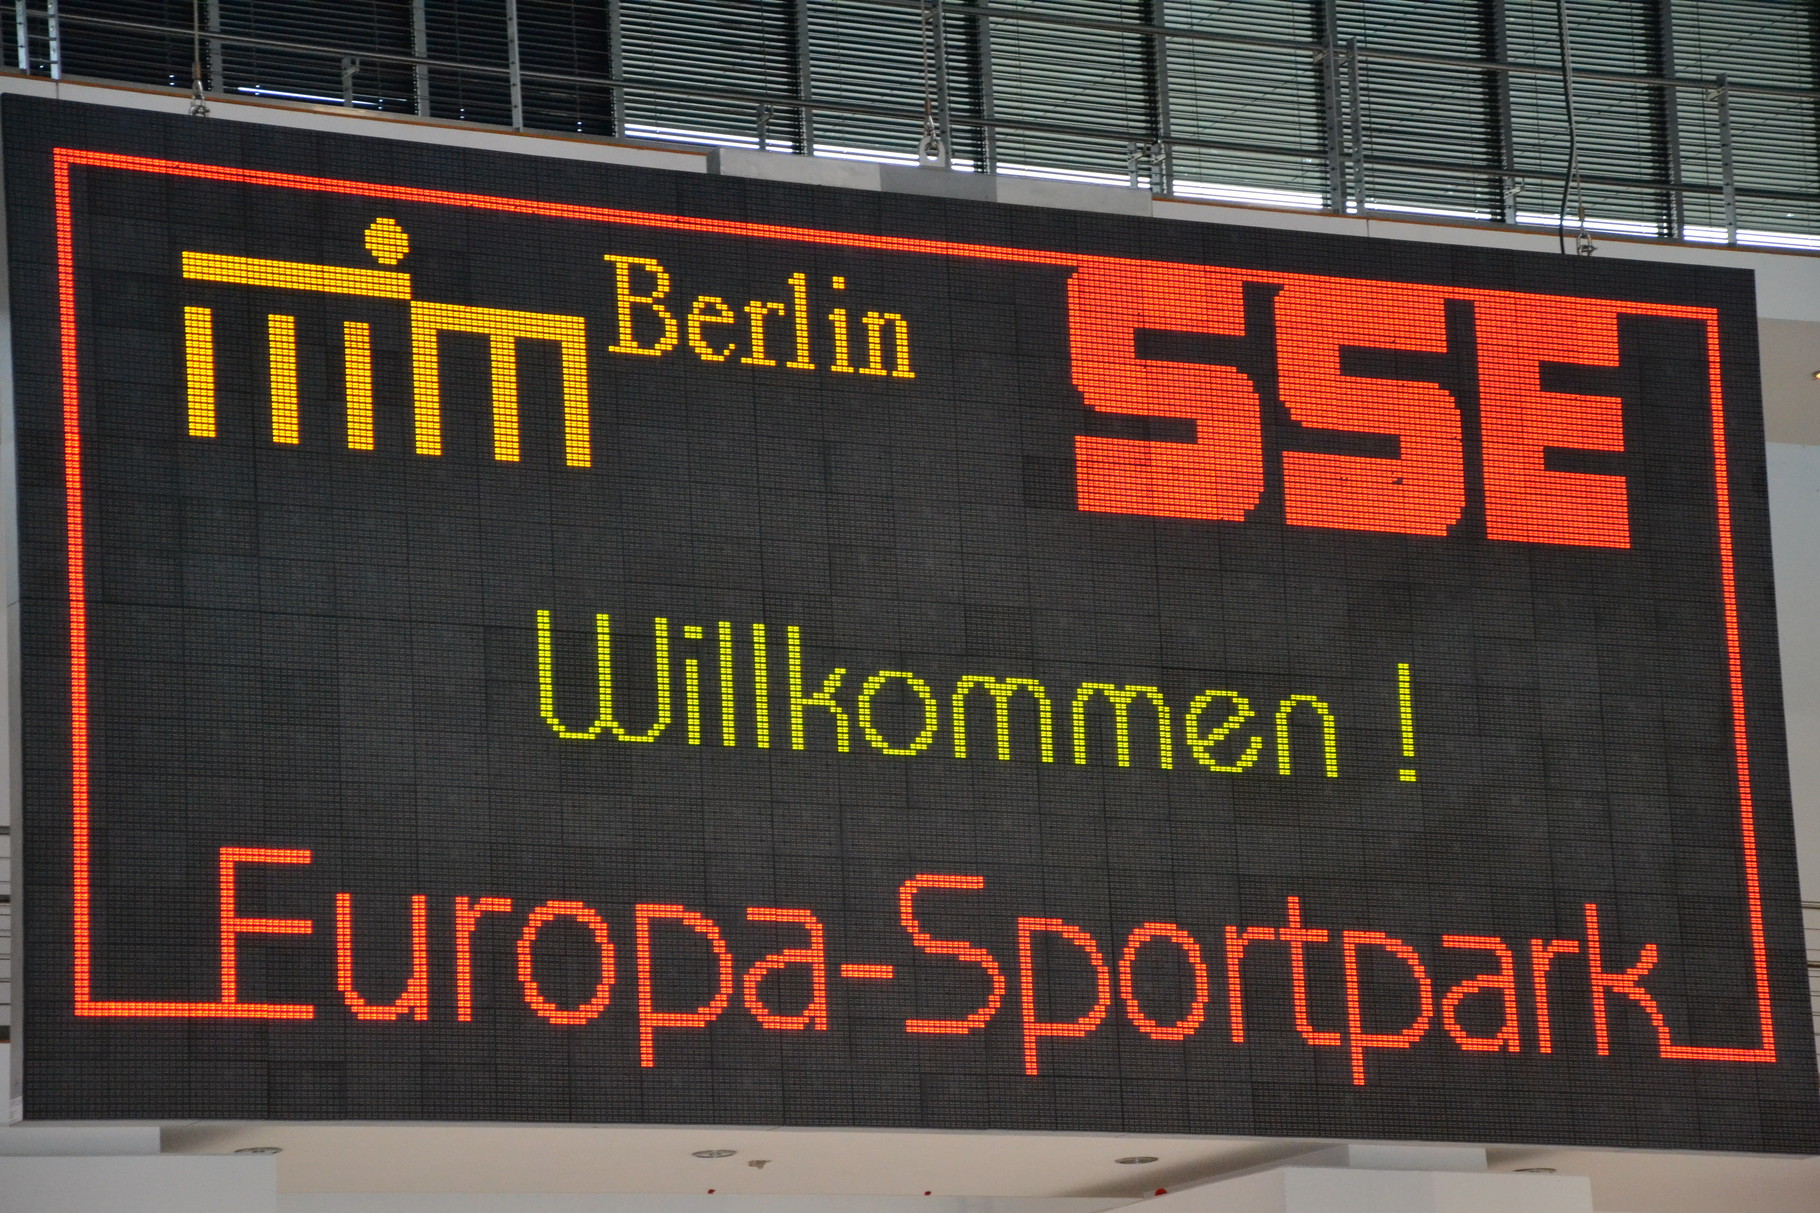 Berlin
SSE
Willkommen !
Europa-Sportpark